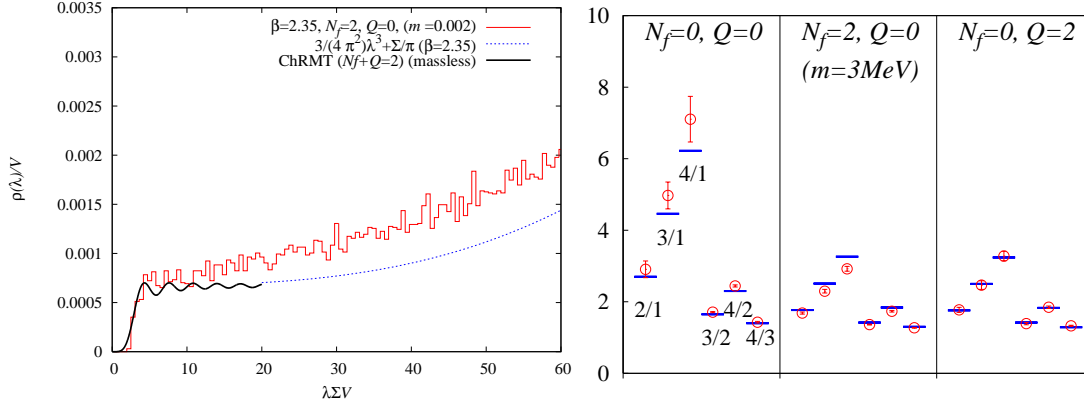 β=2.35, N_f=2, Q=0, (m =0.002)
3/(4 π²)λ³+Σ/π (β=2.35)
ChRMT (Nf+Q=2) (massless)
0.0035
0.003
0.0025
0.002
0.0015
0.001
0.0005
0
ρ(λ)/V
0 10 20 30 40 50 60
λΣV
10
8
6
4
2
0
N_f=0, Q=0 N_f=2, Q=0 N_f=0, Q=2
(m=3MeV)
4/1
3/1
2/1
4/2
3/2 4/3